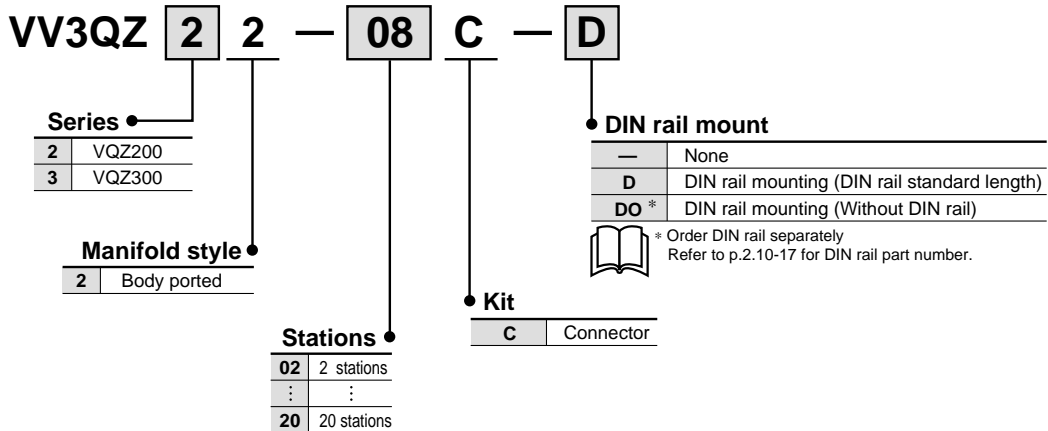 VV3QZ 2 2 — 08 C — D
Series
2 VQZ200
3 VQZ300
Manifold style
2 Body ported
Stations
02 2 stations
⋮ ⋮
20 20 stations
Kit
C Connector
DIN rail mount
— None
D DIN rail mounting (DIN rail standard length)
DO * DIN rail mounting (Without DIN rail)
* Order DIN rail separately
Refer to p.2.10-17 for DIN rail part number.